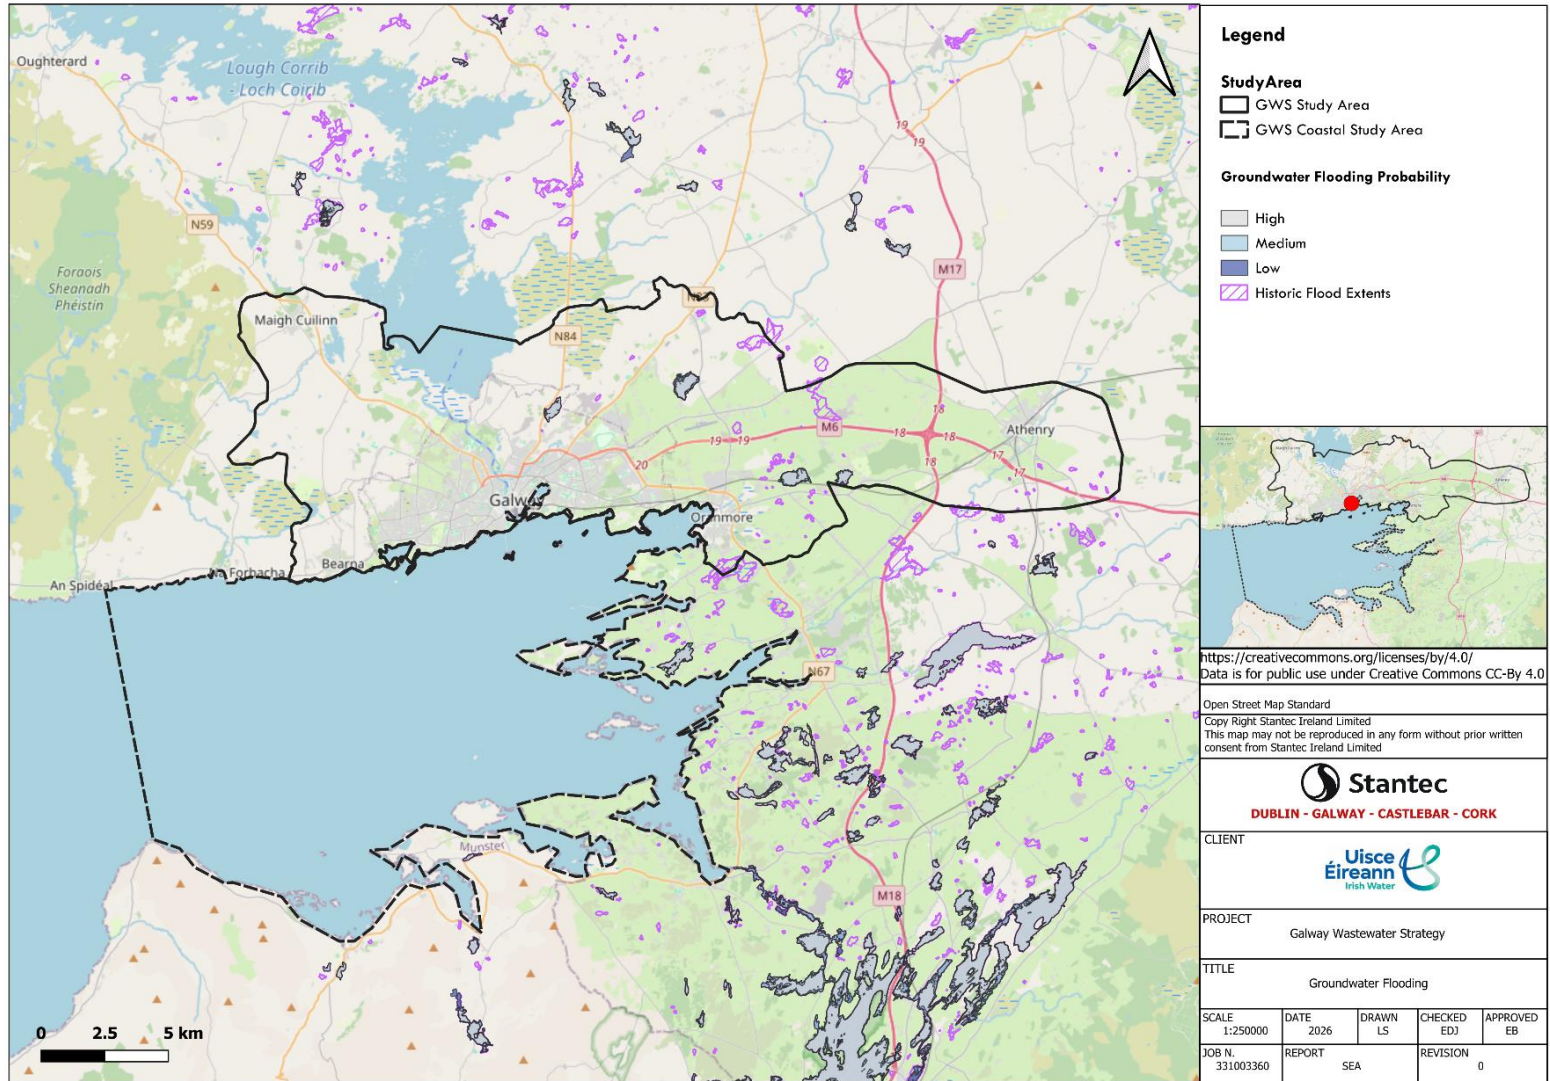 Oughterard
Lough Corrib
- Loch Coirib
19
19
N59
M17
Foraois
Sheanadh
Phéistín
Maigh Cuilinn
N83
N84
18
Athenry
M6
19
19
18
18
20
18
17
17
Galway
Oranmore
Bearna
Na Forbacha
An Spidéal
N67
Munster
M18
0 2.5 5 km
Legend
StudyArea
GWS Study Area
GWS Coastal Study Area
Groundwater Flooding Probability
High
Medium
Low
Historic Flood Extents
https://creativecommons.org/licenses/by/4.0/
Data is for public use under Creative Commons CC-By 4.0
Open Street Map Standard
Copy Right Stantec Ireland Limited
This map may not be reproduced in any form without prior written
consent from Stantec Ireland Limited
Stantec
DUBLIN - GALWAY - CASTLEBAR - CORK
CLIENT
Uisce
Éireann
Irish Water
PROJECT
Galway Wastewater Strategy
TITLE
Groundwater Flooding
SCALE DATE DRAWN CHECKED APPROVED
1:250000 2026 LS EDJ EB
JOB N. REPORT REVISION
331003360 SEA 0